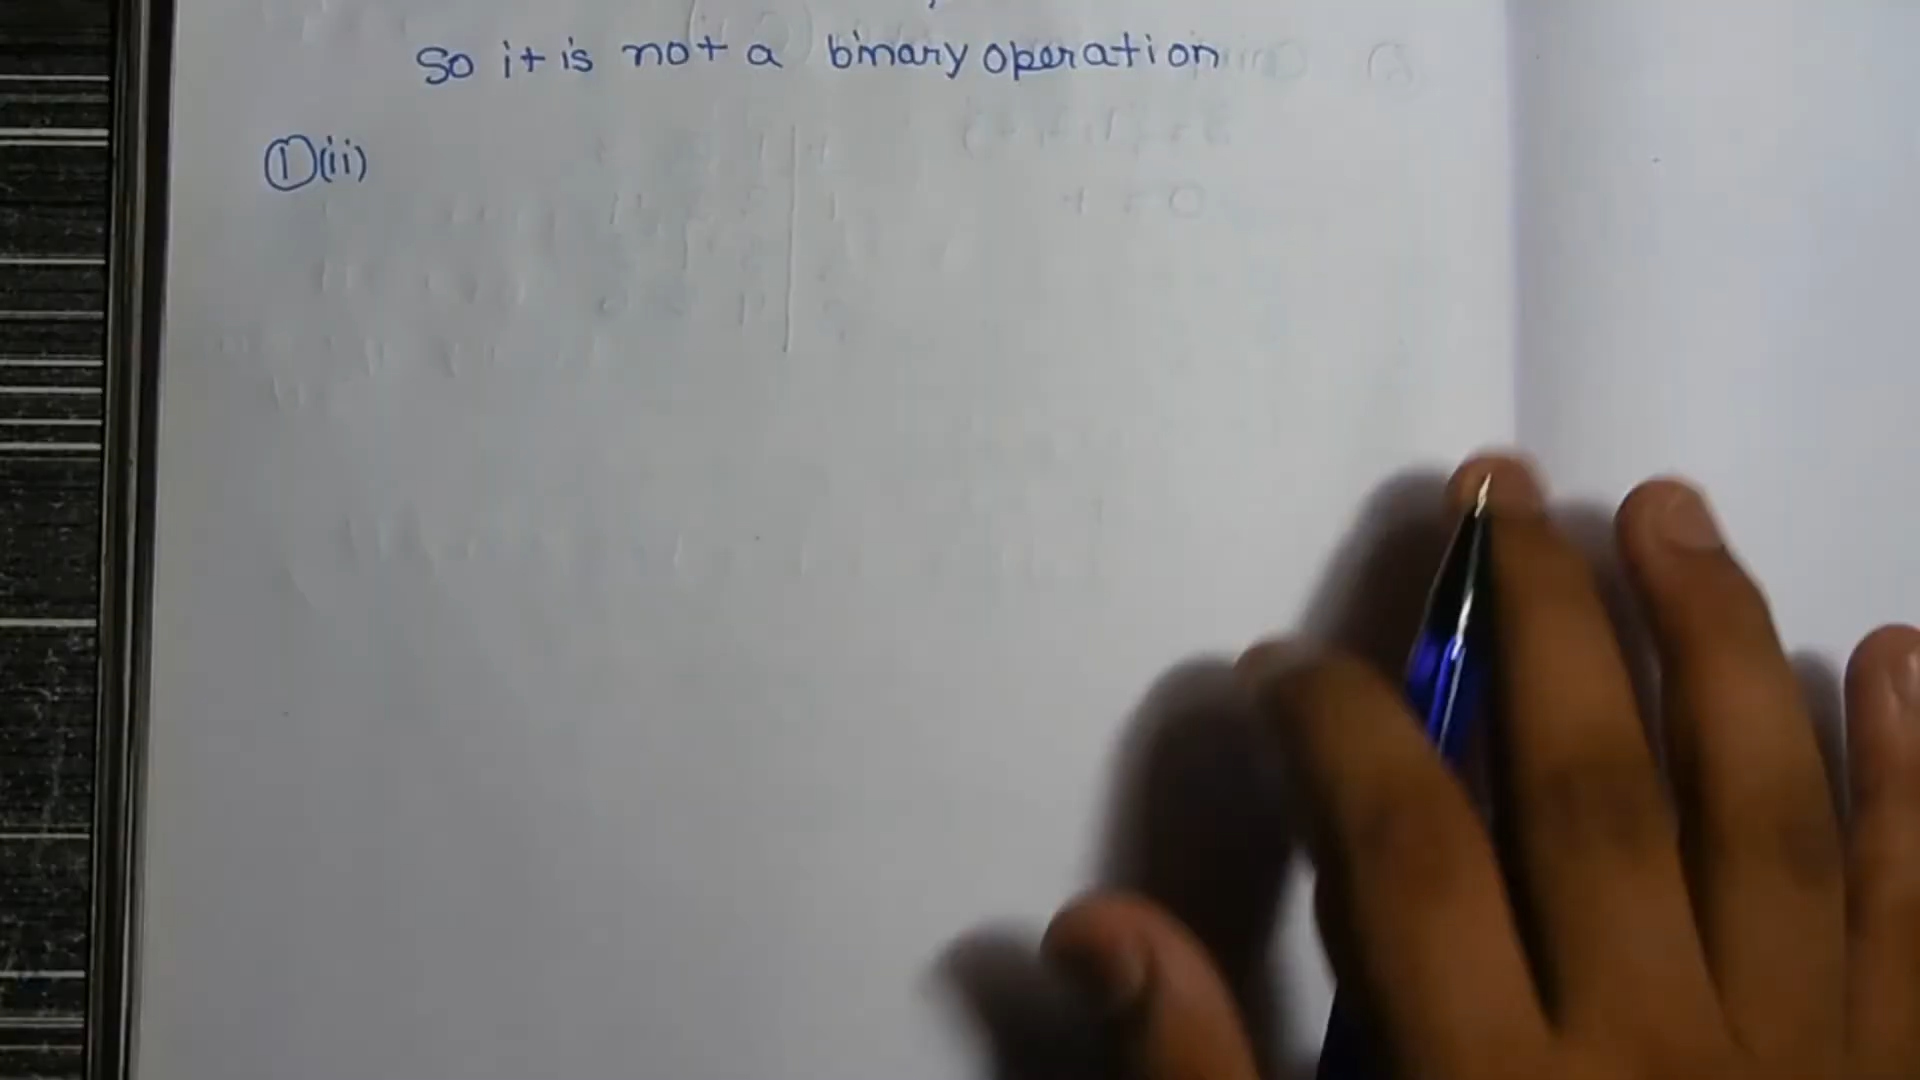 So it is not a binary operation
① (ii)